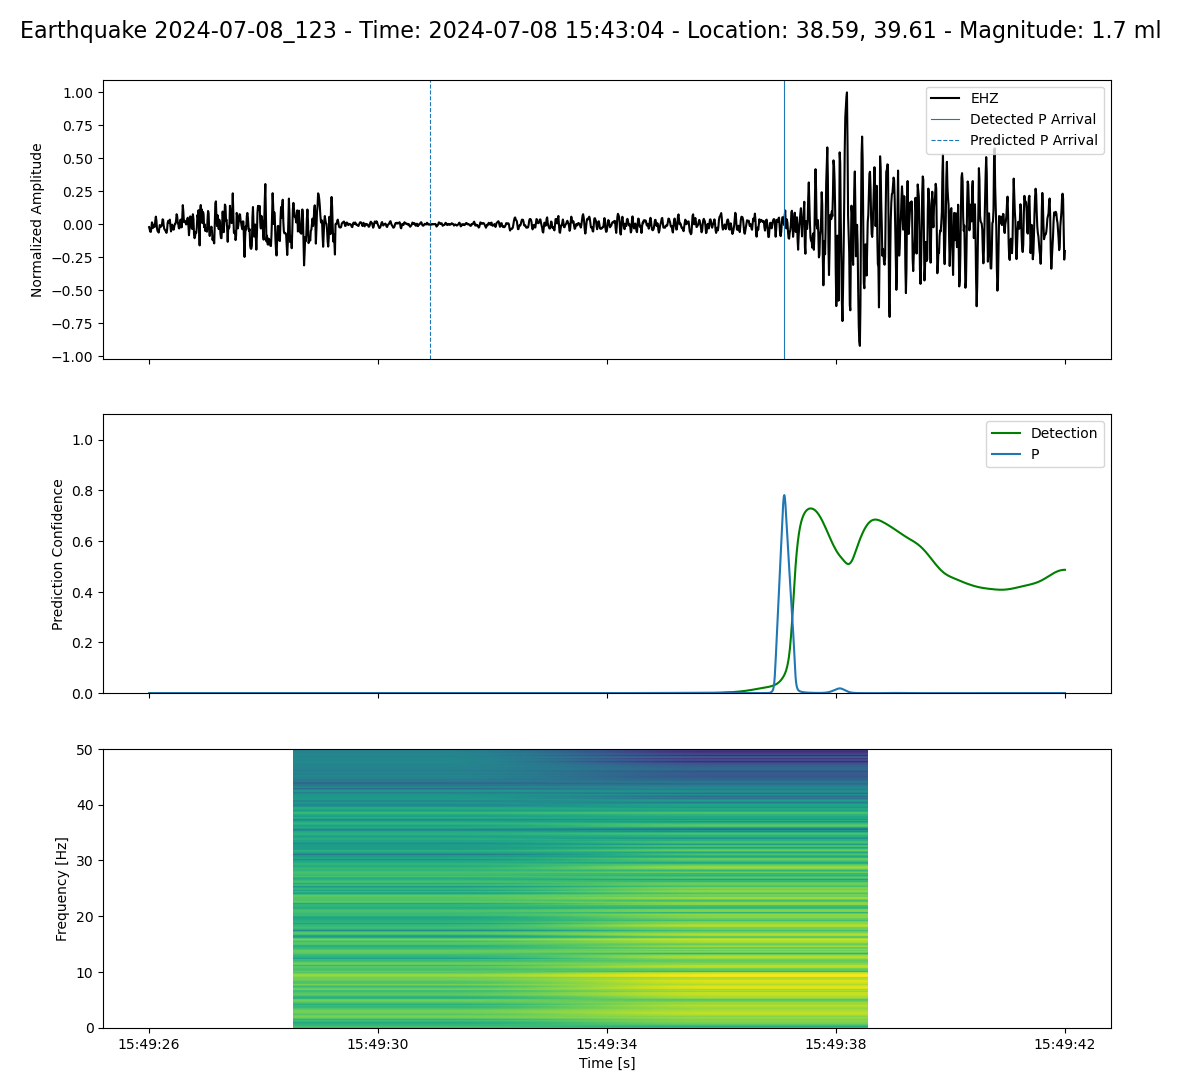 Earthquake 2024-07-08_123 - Time: 2024-07-08 15:43:04 - Location: 38.59, 39.61 - Magnitude: 1.7 ml
Normalized Amplitude
1.00
0.75
0.50
0.25
0.00
−0.25
−0.50
−0.75
−1.00
EHZ
Detected P Arrival
Predicted P Arrival
Prediction Confidence
1.0
0.8
0.6
0.4
0.2
0.0
Detection
P
Frequency [Hz]
50
40
30
20
10
0
15:49:26 15:49:30 15:49:34 15:49:38 15:49:42
Time [s]